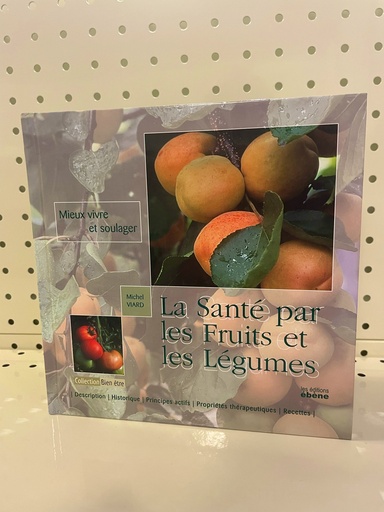 Mieux vivre
et soulager
Michel
VIARD
La Santé par
les Fruits et
les Légumes
Collection Bien être
les éditions
ébène
| Description | Historique | Principes actifs | Propriétés thérapeutiques | Recettes |